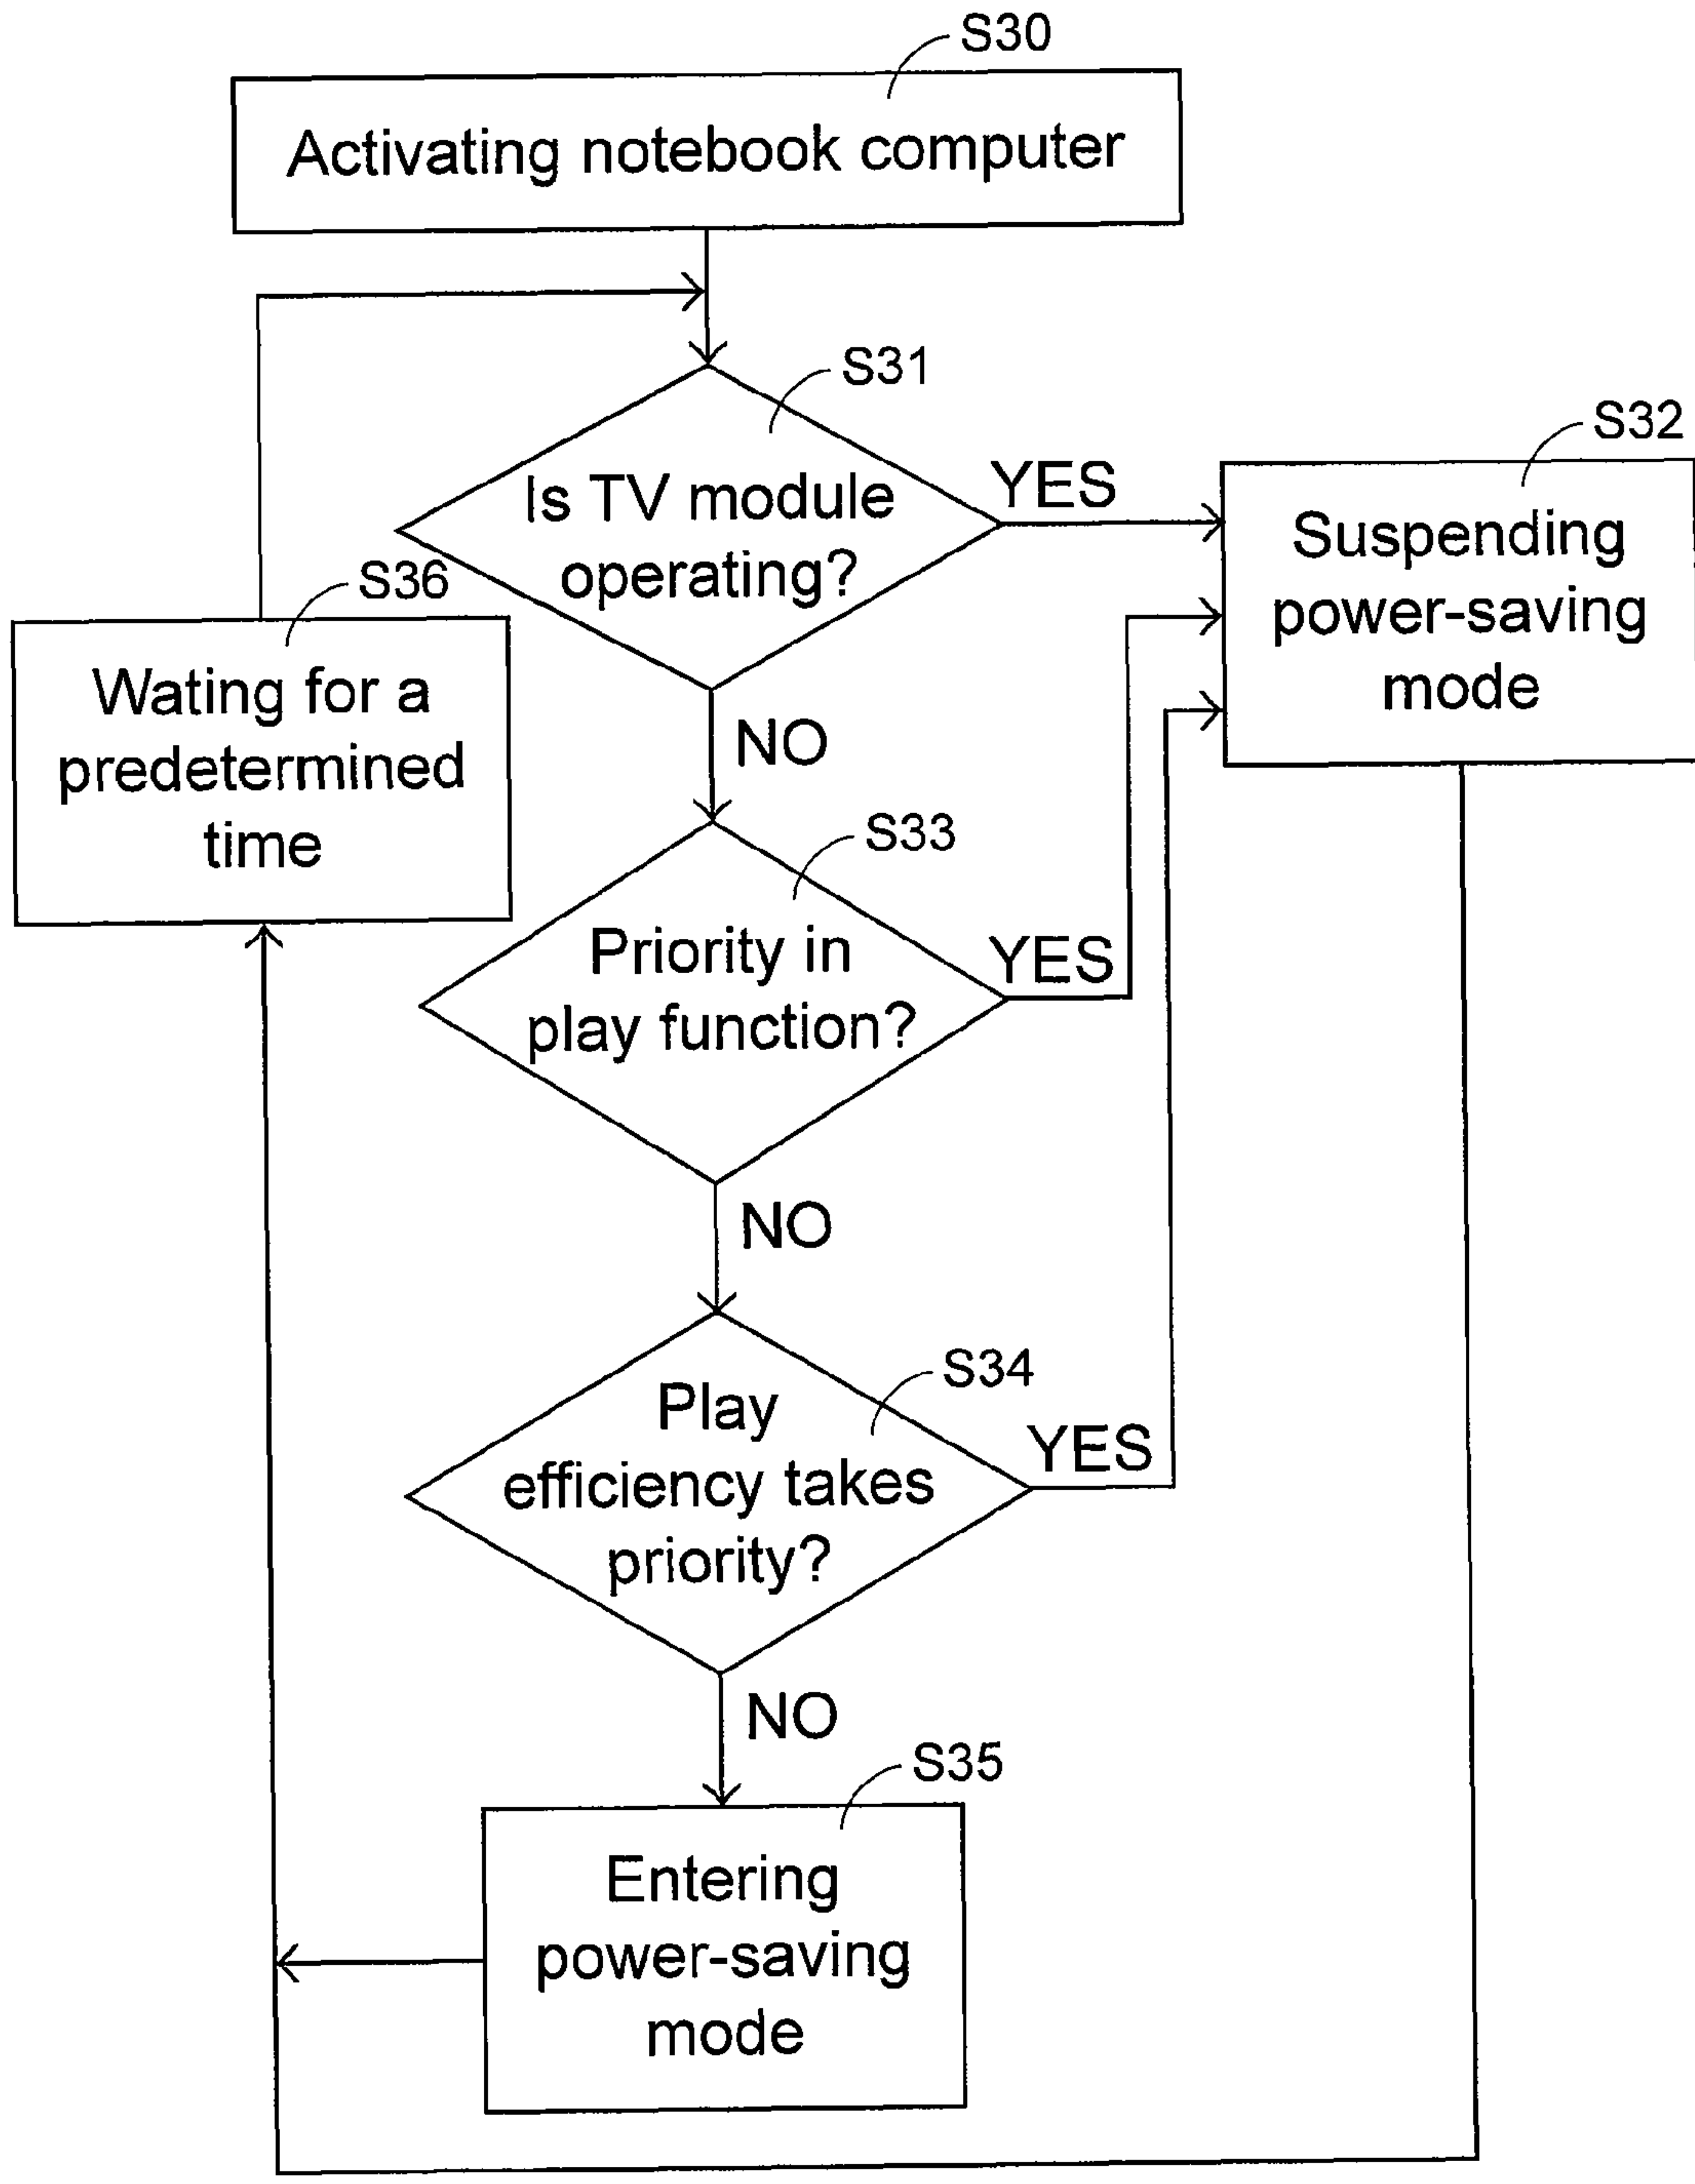 S30
Activating notebook computer
S31
Is TV module
operating?
YES
S32
Suspending
power-saving
mode
S36
Wating for a
predetermined
time
NO
S33
Priority in
play function?
YES
NO
S34
Play
efficiency takes
priority?
YES
NO
S35
Entering
power-saving
mode